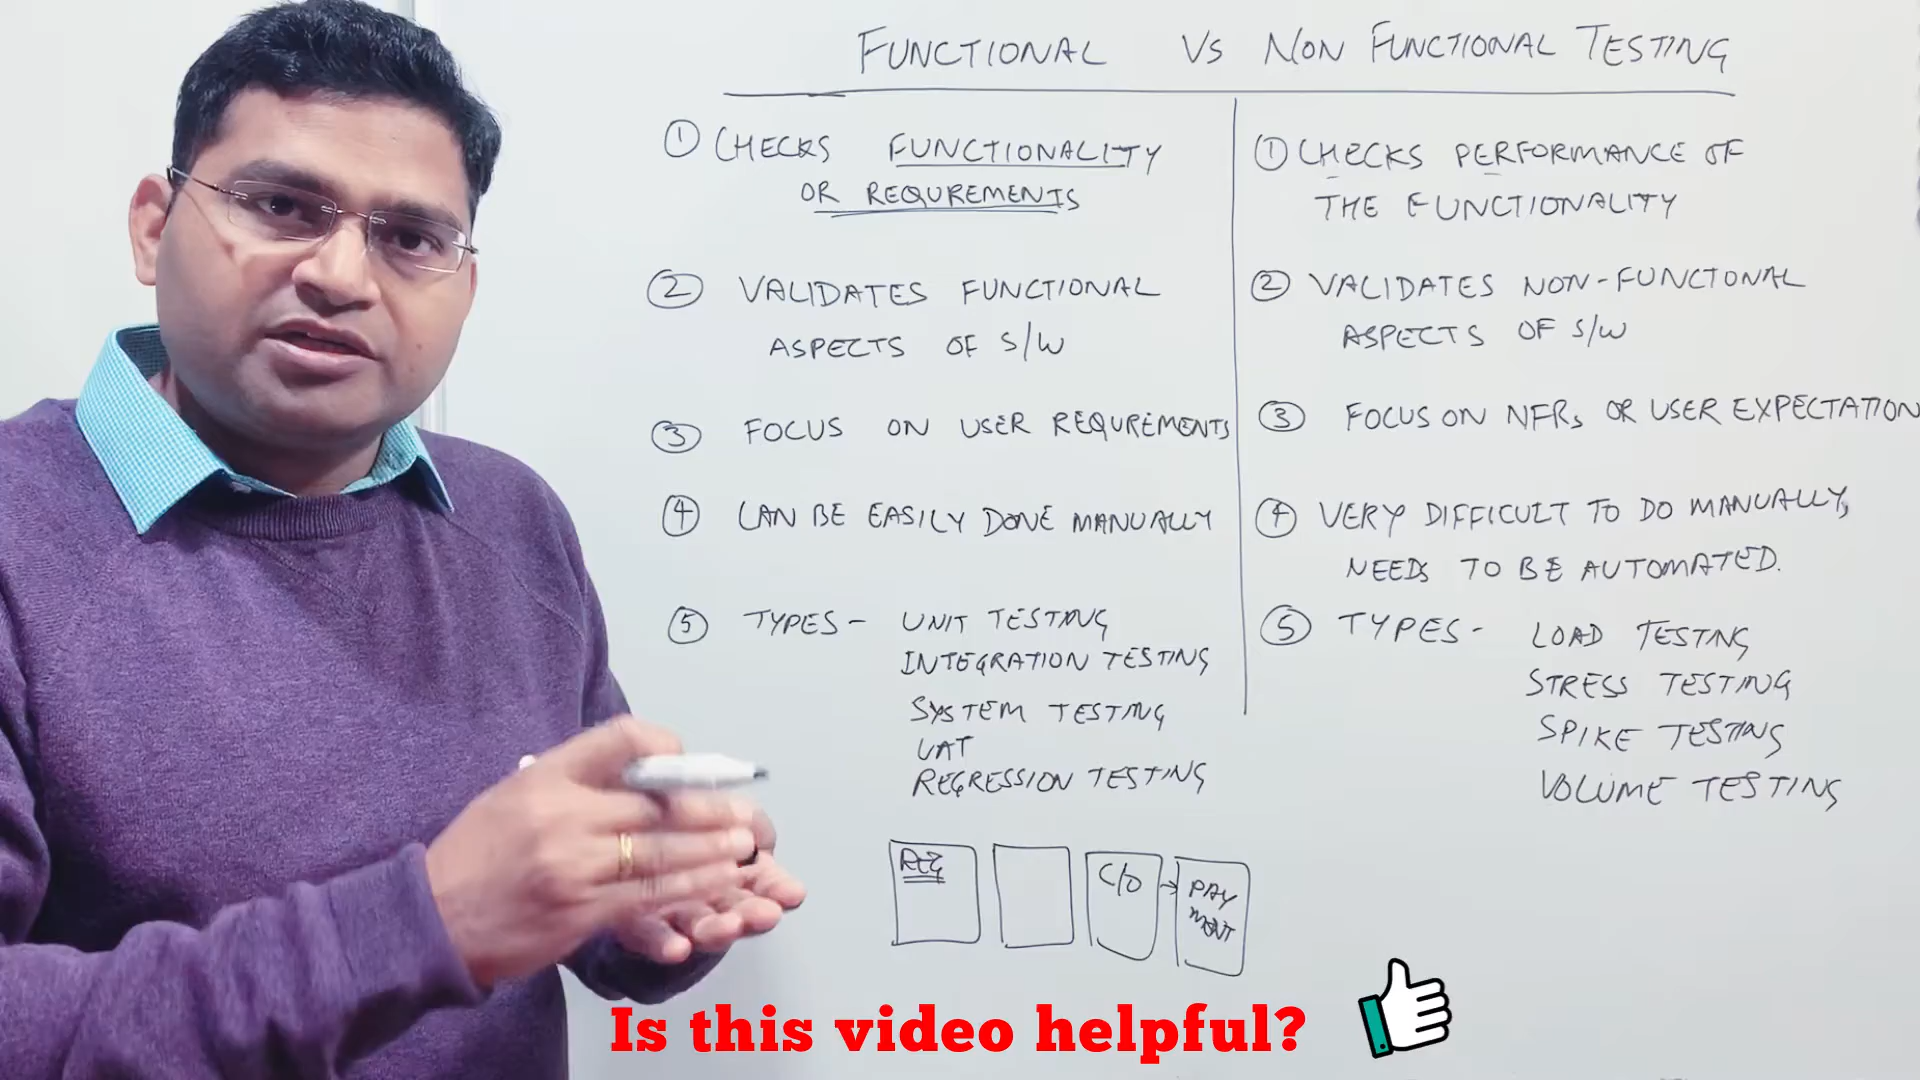 FUNCTIONAL VS NON FUNCTIONAL TESTING
① CHECKS FUNCTIONALITY
OR REQUREMENTS
② VALIDATES FUNCTIONAL
ASPECTS OF S/W
③ FOCUS ON USER REQUREMENTS
④ CAN BE EASILY DONE MANUALLY
⑤ TYPES - UNIT TESTING
INTEGRATION TESTING
SYSTEM TESTING
UAT
REGRESSION TESTING
① CHECKS PERFORMANCE OF
THE FUNCTIONALITY
② VALIDATES NON-FUNCTONAL
ASPECTS OF S/W
③ FOCUS ON NFRs OR USER EXPECTATION
④ VERY DIFFICULT TO DO MANUALLY,
NEEDS TO BE AUTOMATED.
⑤ TYPES - LOAD TESTNG
STRESS TESTING
SPIKE TESTING
VOLUME TESTING
REG
C/O
PAY
MENT
Is this video helpful?